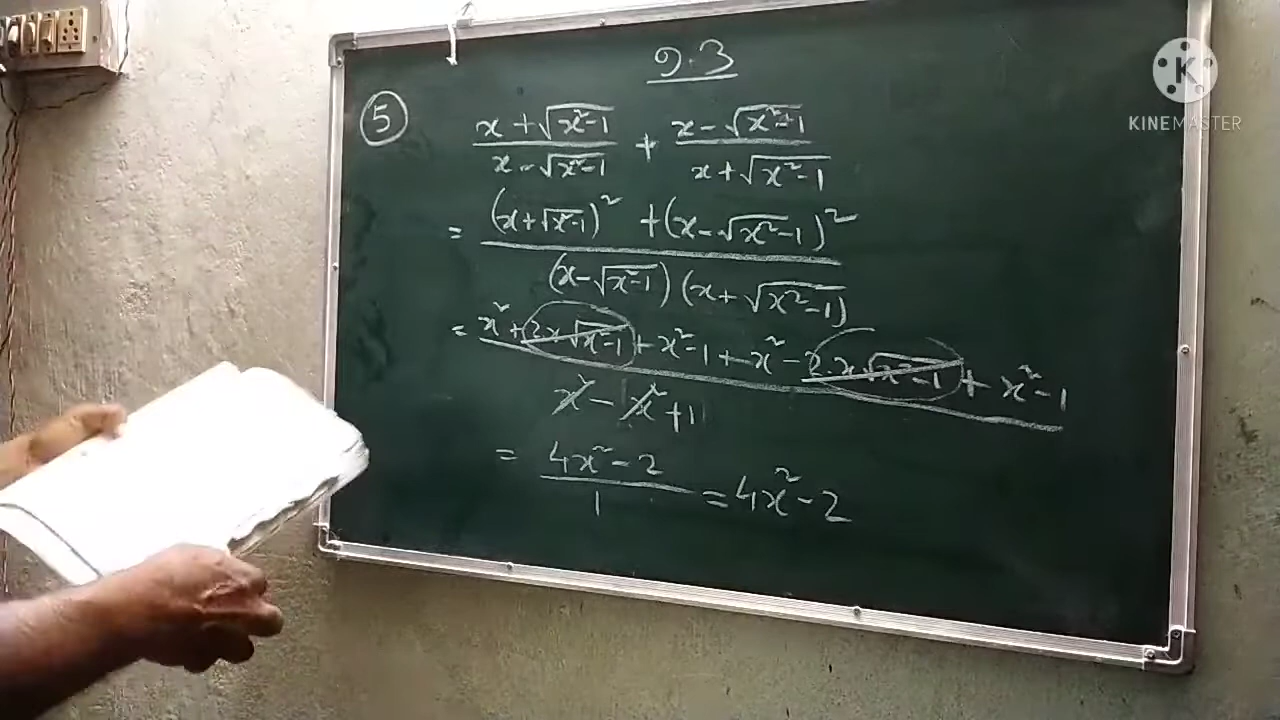 9.3
5
x + √x²-1 / x - √x²-1 + x - √x²-1 / x + √x²-1
= (x+√x²-1)² + (x-√x²-1)² / (x-√x²-1)(x+√x²-1)
= x² + 2x√x²-1 + x²-1 + x² - 2.x√x²-1 + x²-1 / x² - x² + 1
= 4x² - 2 / 1 = 4x² - 2
K
KINEMASTER